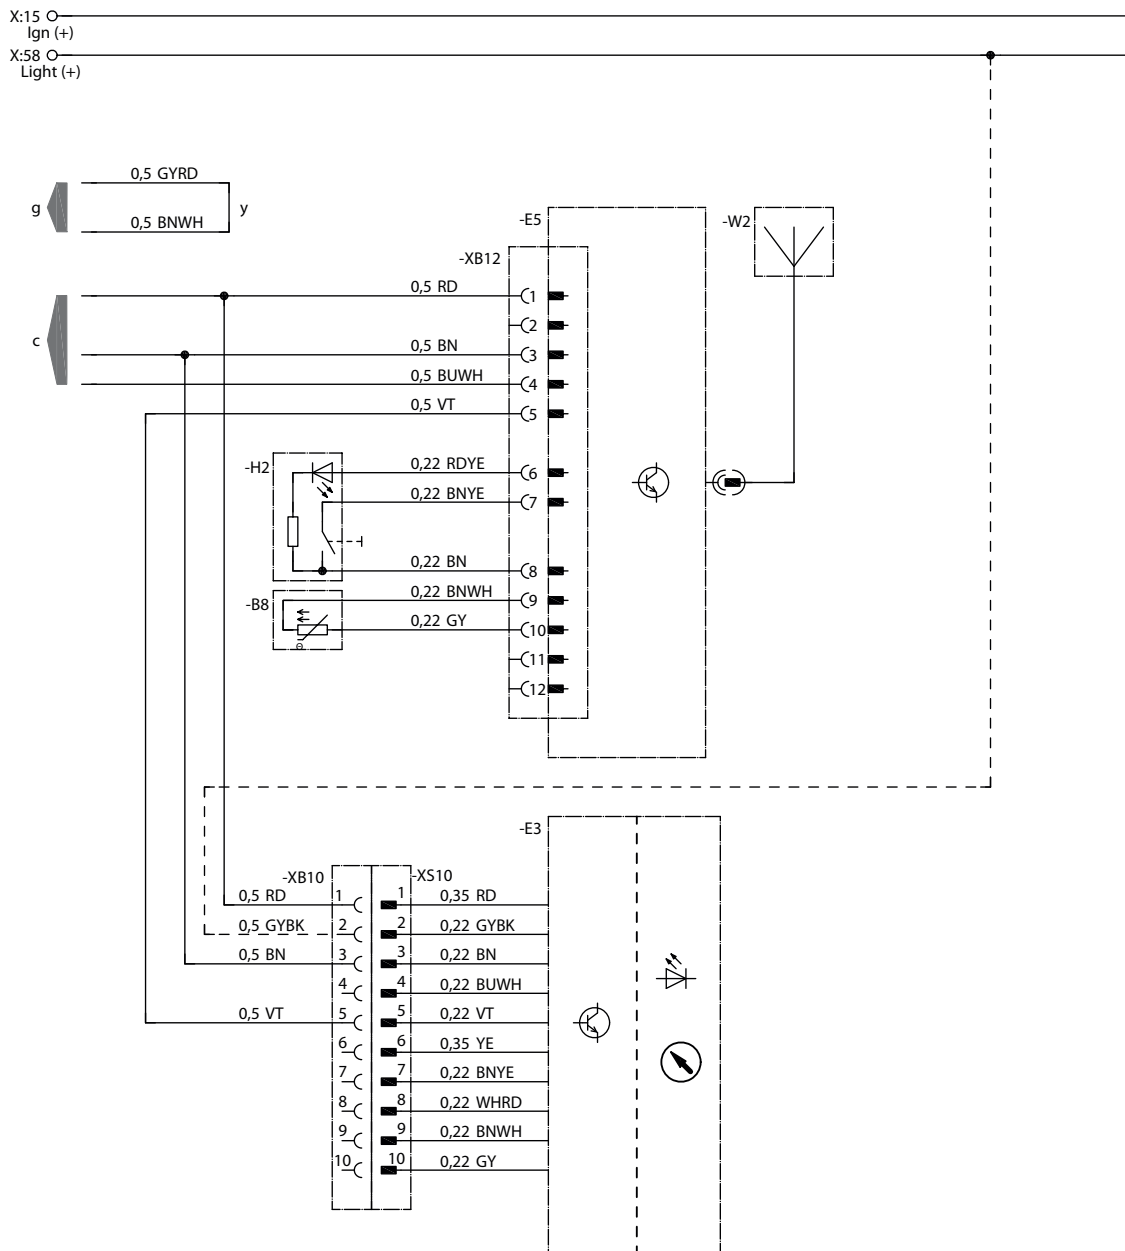 X:15
Ign (+)
X:58
Light (+)
0,5 GYRD
g
y
0,5 BNWH
-E5
-W2
-XB12
c
0,5 RD
1
2
0,5 BN
3
0,5 BUWH
4
0,5 VT
5
-H2
0,22 RDYE
6
0,22 BNYE
7
0,22 BN
8
-B8
0,22 BNWH
9
0,22 GY
10
Θ
11
12
-E3
-XB10
-XS10
0,5 RD
1
1
0,35 RD
0,5 GYBK
2
2
0,22 GYBK
0,5 BN
3
3
0,22 BN
4
4
0,22 BUWH
0,5 VT
5
5
0,22 VT
6
6
0,35 YE
7
7
0,22 BNYE
8
8
0,22 WHRD
9
9
0,22 BNWH
10
10
0,22 GY